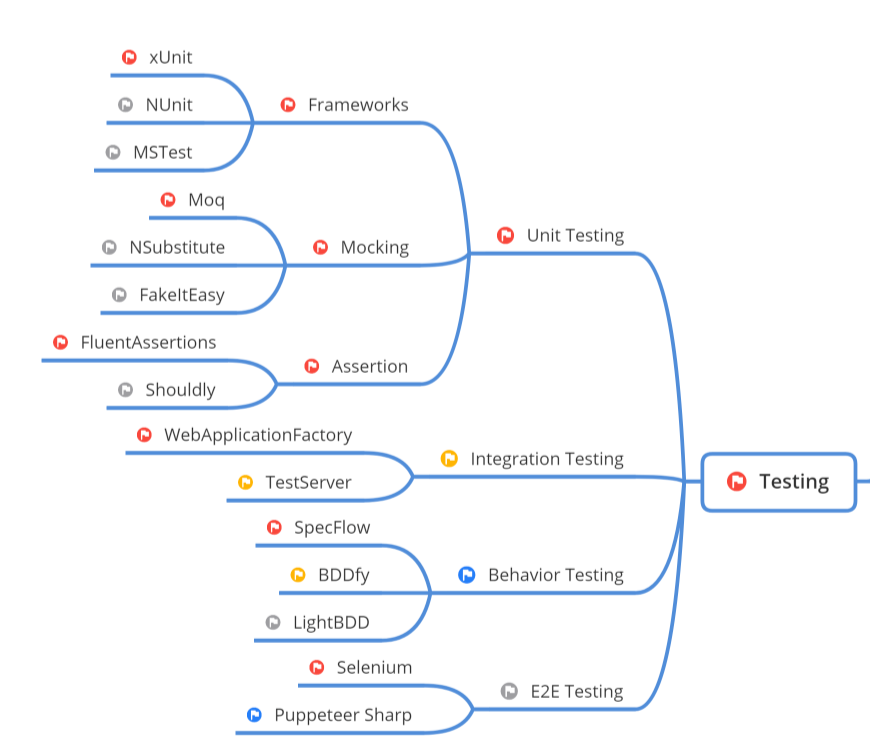 xUnit
NUnit
MSTest
Frameworks
Moq
NSubstitute
FakeItEasy
Mocking
FluentAssertions
Shouldly
Assertion
Unit Testing
WebApplicationFactory
TestServer
Integration Testing
SpecFlow
BDDfy
LightBDD
Behavior Testing
Selenium
Puppeteer Sharp
E2E Testing
Testing